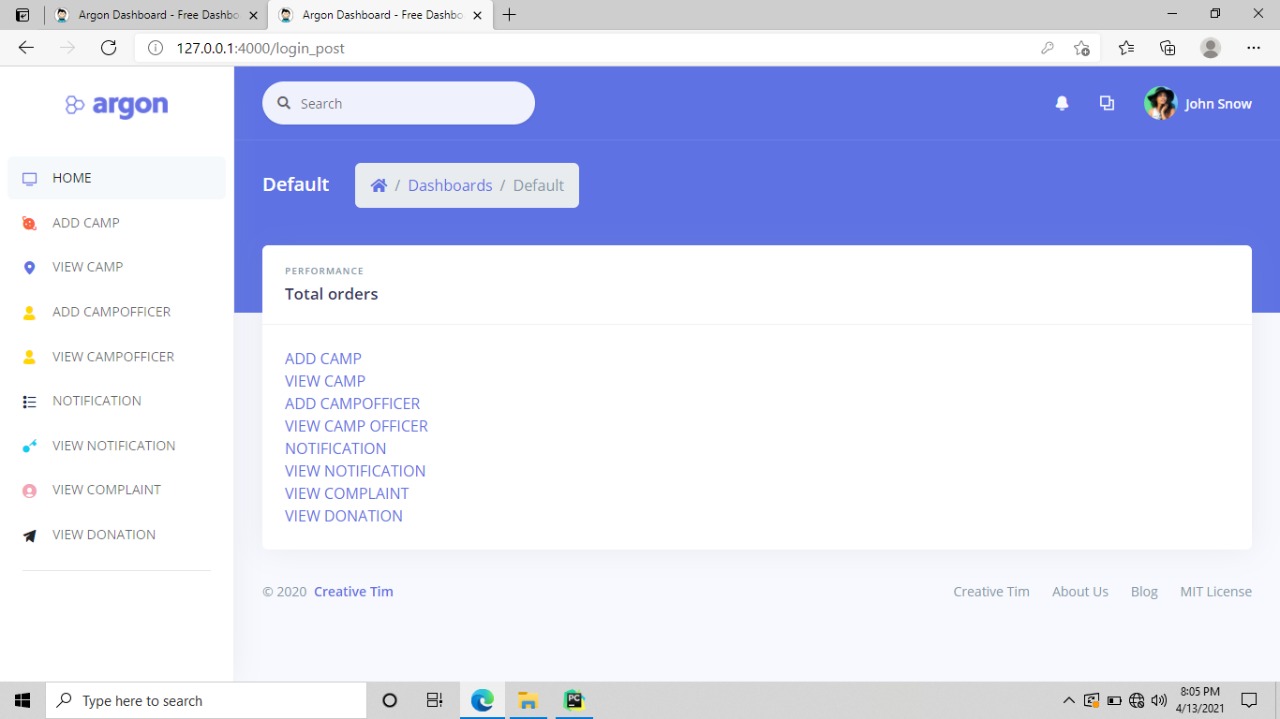 Argon Dashboard - Free Dashbo
Argon Dashboard - Free Dashbo
127.0.0.1:4000/login_post
argon
Search
John Snow
HOME
ADD CAMP
VIEW CAMP
ADD CAMPOFFICER
VIEW CAMPOFFICER
NOTIFICATION
VIEW NOTIFICATION
VIEW COMPLAINT
VIEW DONATION
Default
/ Dashboards / Default
PERFORMANCE
Total orders
ADD CAMP
VIEW CAMP
ADD CAMPOFFICER
VIEW CAMP OFFICER
NOTIFICATION
VIEW NOTIFICATION
VIEW COMPLAINT
VIEW DONATION
© 2020 Creative Tim
Creative Tim About Us Blog MIT License
Type here to search
PC
8:05 PM
4/13/2021